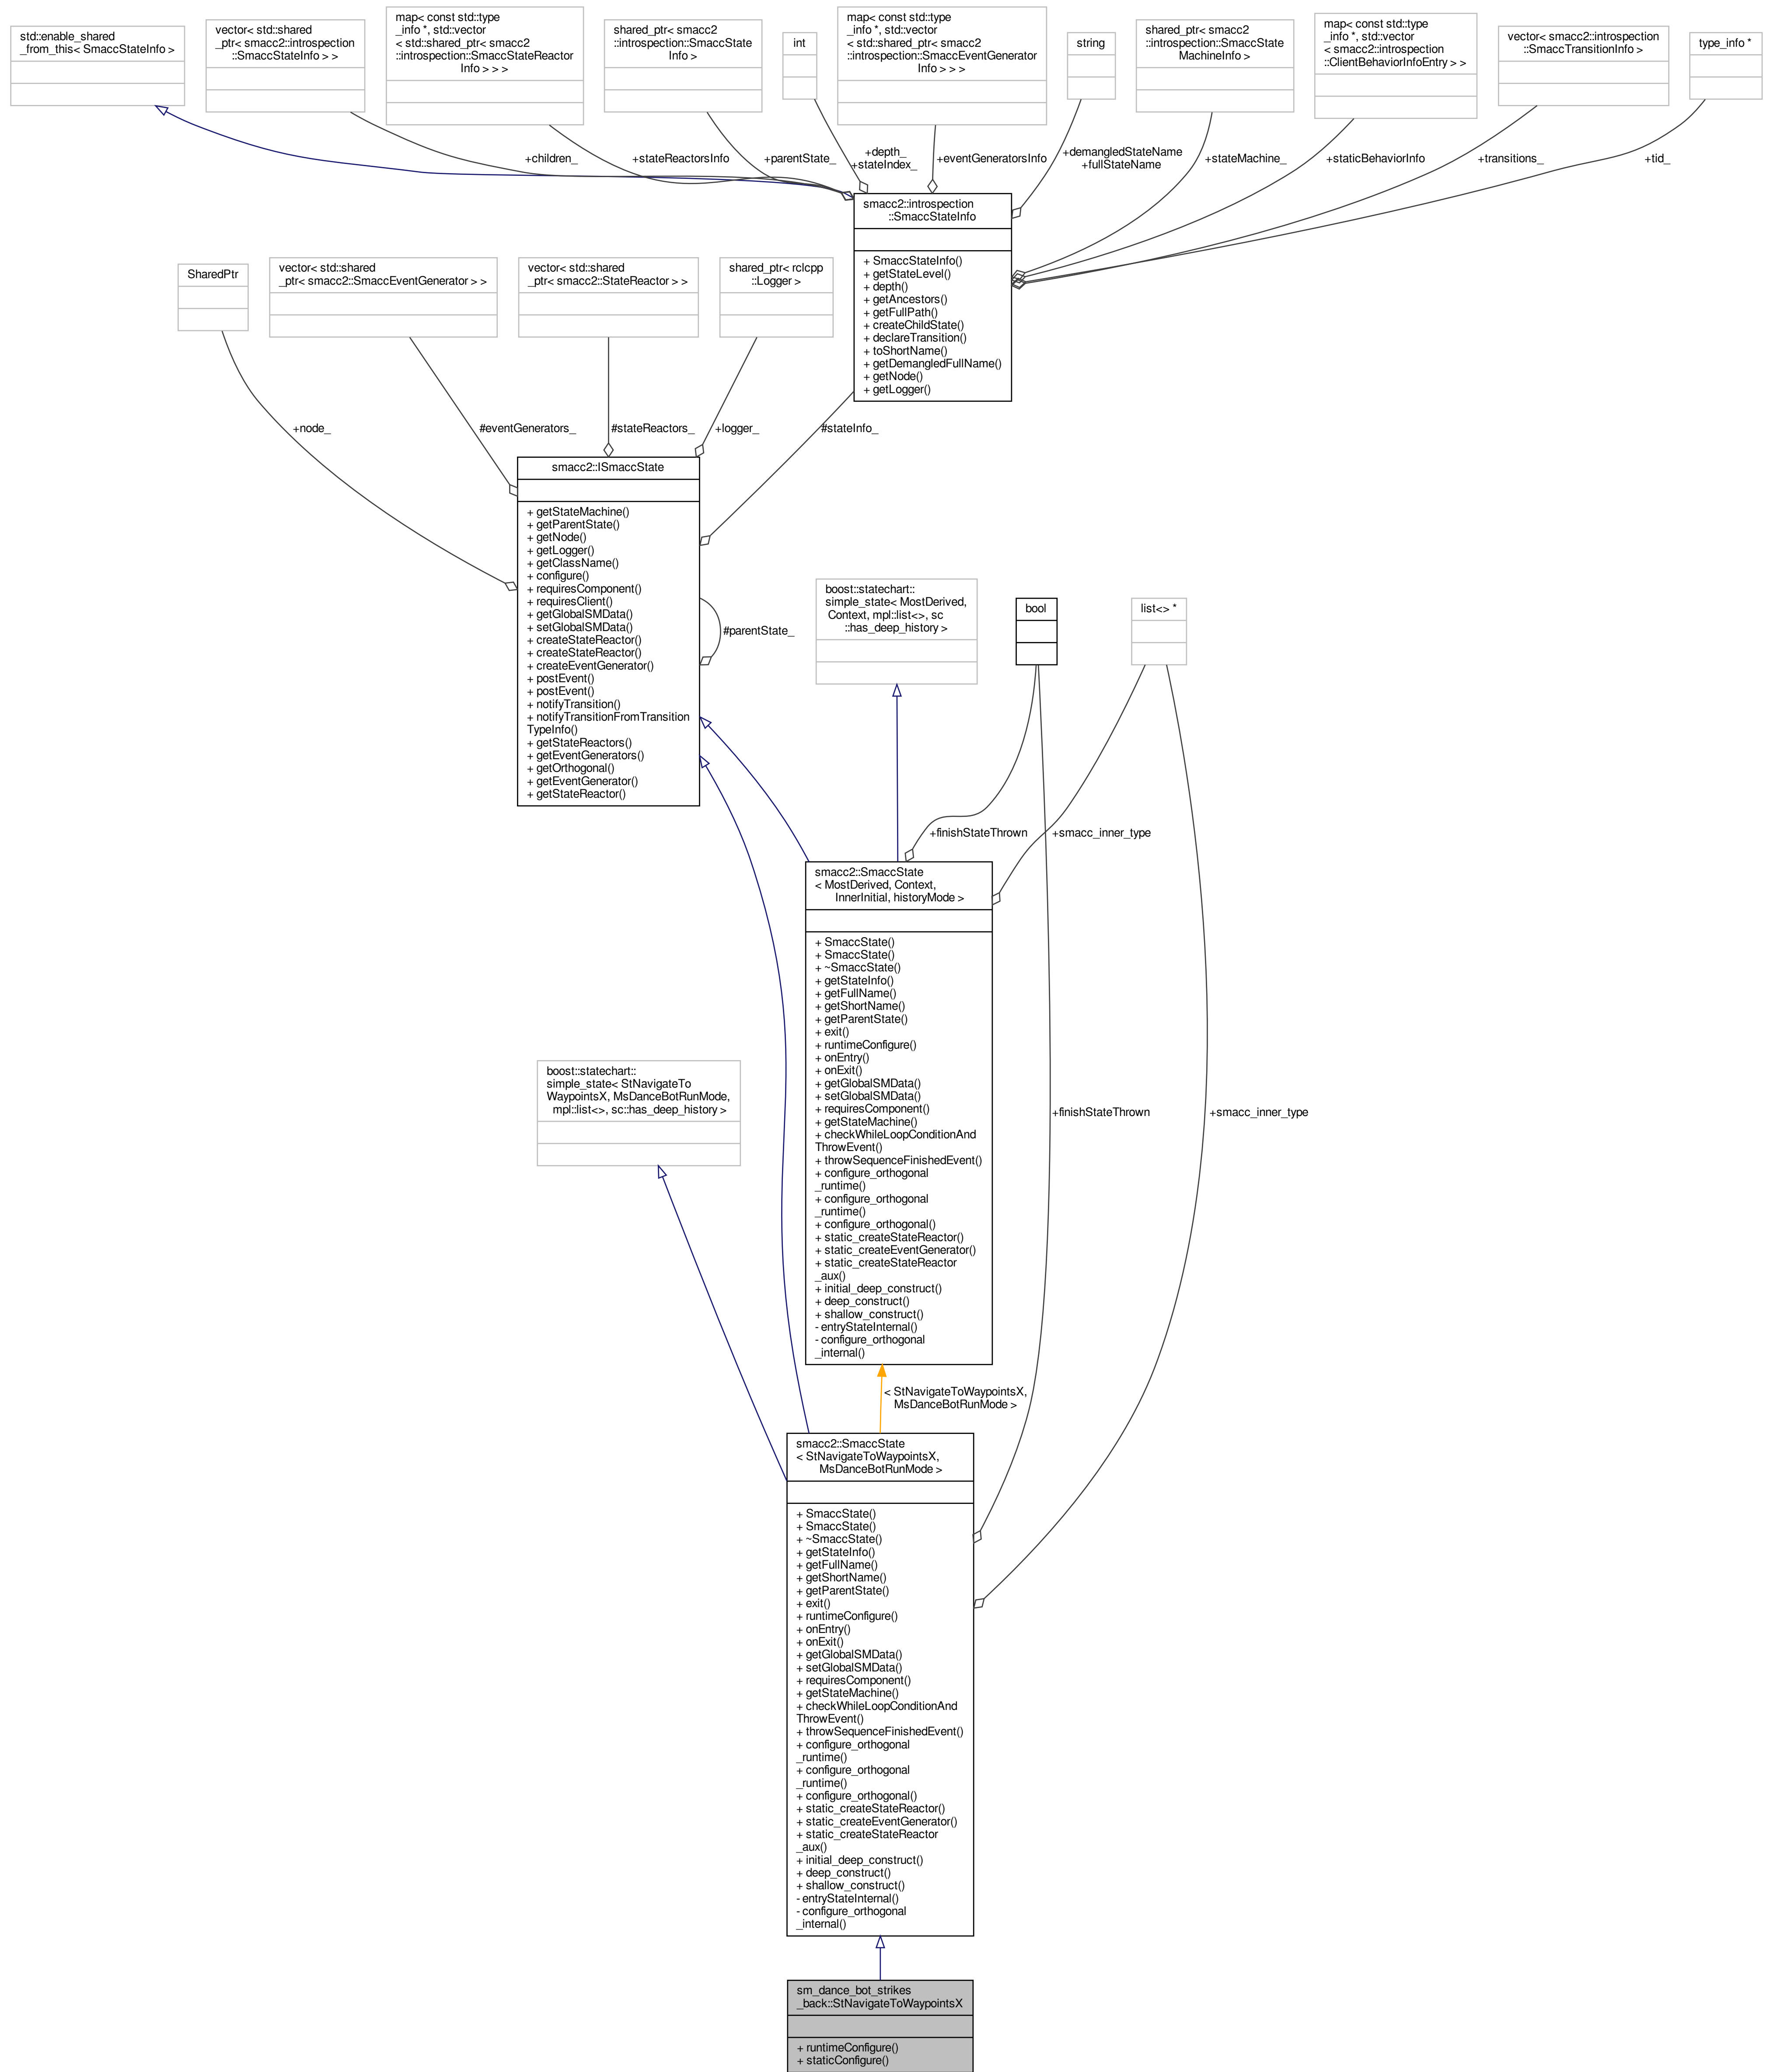 std::enable_shared
_from_this< SmaccStateInfo >
vector< std::shared
_ptr< smacc2::introspection
::SmaccStateInfo > >
map< const std::type
_info *, std::vector
< std::shared_ptr< smacc2
::introspection::SmaccStateReactor
Info > > >
shared_ptr< smacc2
::introspection::SmaccState
Info >
int
map< const std::type
_info *, std::vector
< std::shared_ptr< smacc2
::introspection::SmaccEventGenerator
Info > > >
string
shared_ptr< smacc2
::introspection::SmaccState
MachineInfo >
map< const std::type
_info *, std::vector
< smacc2::introspection
::ClientBehaviorInfoEntry > >
vector< smacc2::introspection
::SmaccTransitionInfo >
type_info *
+children_
+stateReactorsInfo
+parentState_
+depth_
+stateIndex_
+eventGeneratorsInfo
+demangledStateName
+fullStateName
+stateMachine_
+staticBehaviorInfo
+transitions_
+tid_
smacc2::introspection
::SmaccStateInfo
+ SmaccStateInfo()
+ getStateLevel()
+ depth()
+ getAncestors()
+ getFullPath()
+ createChildState()
+ declareTransition()
+ toShortName()
+ getDemangledFullName()
+ getNode()
+ getLogger()
SharedPtr
vector< std::shared
_ptr< smacc2::SmaccEventGenerator > >
vector< std::shared
_ptr< smacc2::StateReactor > >
shared_ptr< rclcpp
::Logger >
+node_
#eventGenerators_
#stateReactors_
+logger_
#stateInfo_
smacc2::ISmaccState
+ getStateMachine()
+ getParentState()
+ getNode()
+ getLogger()
+ getClassName()
+ configure()
+ requiresComponent()
+ requiresClient()
+ getGlobalSMData()
+ setGlobalSMData()
+ createStateReactor()
+ createStateReactor()
+ createEventGenerator()
+ postEvent()
+ postEvent()
+ notifyTransition()
+ notifyTransitionFromTransition
TypeInfo()
+ getStateReactors()
+ getEventGenerators()
+ getOrthogonal()
+ getEventGenerator()
+ getStateReactor()
#parentState_
boost::statechart::
simple_state< MostDerived,
Context, mpl::list<>, sc
::has_deep_history >
bool
list<> *
+finishStateThrown
+smacc_inner_type
smacc2::SmaccState
< MostDerived, Context,
InnerInitial, historyMode >
+ SmaccState()
+ SmaccState()
+ ~SmaccState()
+ getStateInfo()
+ getFullName()
+ getShortName()
+ getParentState()
+ exit()
+ runtimeConfigure()
+ onEntry()
+ onExit()
+ getGlobalSMData()
+ setGlobalSMData()
+ requiresComponent()
+ getStateMachine()
+ checkWhileLoopConditionAnd
ThrowEvent()
+ throwSequenceFinishedEvent()
+ configure_orthogonal
_runtime()
+ configure_orthogonal
_runtime()
+ configure_orthogonal()
+ static_createStateReactor()
+ static_createEventGenerator()
+ static_createStateReactor
_aux()
+ initial_deep_construct()
+ deep_construct()
+ shallow_construct()
- entryStateInternal()
- configure_orthogonal
_internal()
boost::statechart::
simple_state< StNavigateTo
WaypointsX, MsDanceBotRunMode,
mpl::list<>, sc::has_deep_history >
+finishStateThrown
+smacc_inner_type
< StNavigateToWaypointsX,
MsDanceBotRunMode >
smacc2::SmaccState
< StNavigateToWaypointsX,
MsDanceBotRunMode >
+ SmaccState()
+ SmaccState()
+ ~SmaccState()
+ getStateInfo()
+ getFullName()
+ getShortName()
+ getParentState()
+ exit()
+ runtimeConfigure()
+ onEntry()
+ onExit()
+ getGlobalSMData()
+ setGlobalSMData()
+ requiresComponent()
+ getStateMachine()
+ checkWhileLoopConditionAnd
ThrowEvent()
+ throwSequenceFinishedEvent()
+ configure_orthogonal
_runtime()
+ configure_orthogonal
_runtime()
+ configure_orthogonal()
+ static_createStateReactor()
+ static_createEventGenerator()
+ static_createStateReactor
_aux()
+ initial_deep_construct()
+ deep_construct()
+ shallow_construct()
- entryStateInternal()
- configure_orthogonal
_internal()
sm_dance_bot_strikes
_back::StNavigateToWaypointsX
+ runtimeConfigure()
+ staticConfigure()